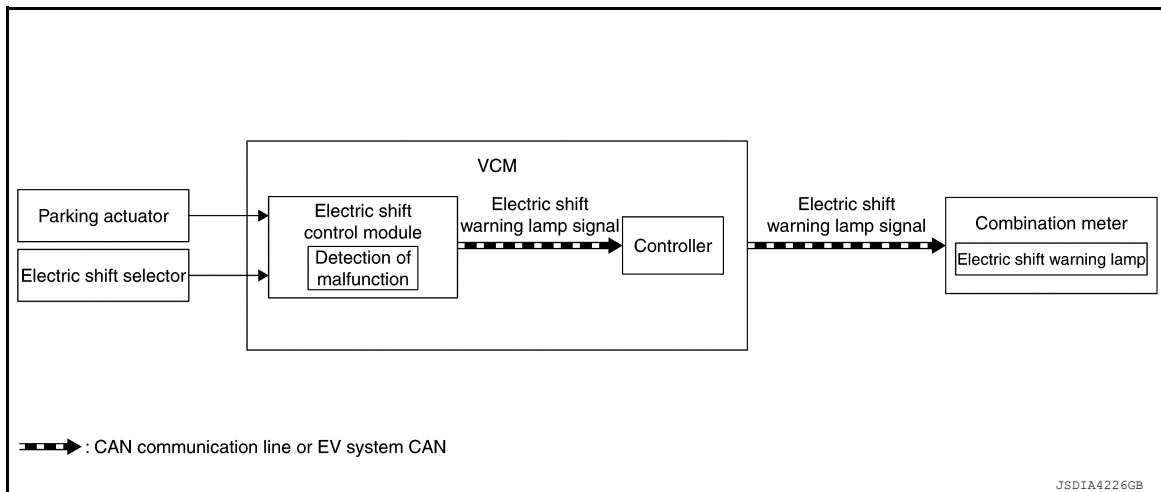 VCM
Parking actuator
Electric shift selector
Electric shift
control module
Detection of
malfunction
Electric shift
warning lamp signal
Controller
Electric shift
warning lamp signal
Combination meter
Electric shift warning lamp
: CAN communication line or EV system CAN
JSDIA4226GB